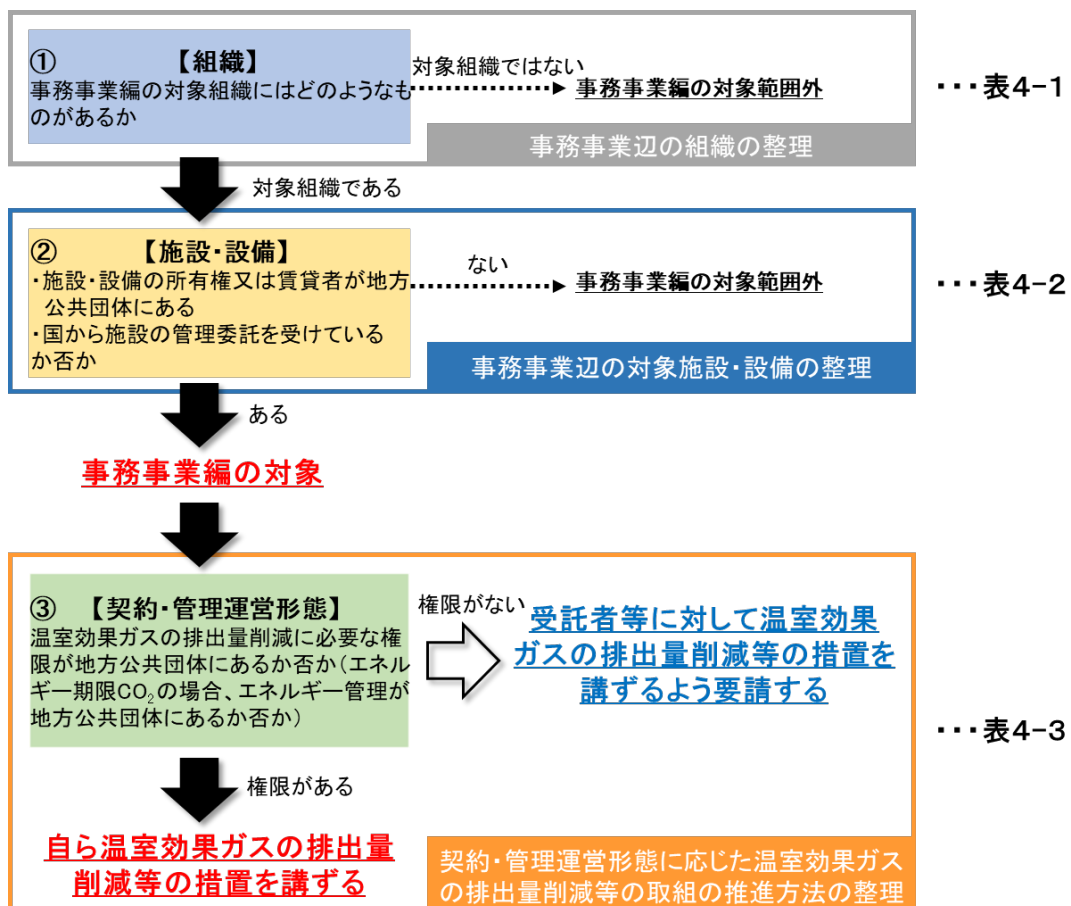 ① 【組織】
事務事業編の対象組織にはどのようなも
のがあるか
対象組織ではない
事務事業編の対象範囲外
・・・表4-1
事務事業辺の組織の整理
対象組織である
② 【施設・設備】
・施設・設備の所有権又は賃貸者が地方
公共団体にある
・国から施設の管理委託を受けている
か否か
ない
事務事業編の対象範囲外
・・・表4-2
事務事業辺の対象施設・設備の整理
ある
事務事業編の対象
③ 【契約・管理運営形態】
温室効果ガスの排出量削減に必要な権
限が地方公共団体にあるか否か(エネル
ギー期限CO₂の場合、エネルギー管理が
地方公共団体にあるか否か)
権限がない
受託者等に対して温室効果
ガスの排出量削減等の措置を
講ずるよう要請する
・・・表4-3
権限がある
自ら温室効果ガスの排出量
削減等の措置を講ずる
契約・管理運営形態に応じた温室効果ガス
の排出量削減等の取組の推進方法の整理